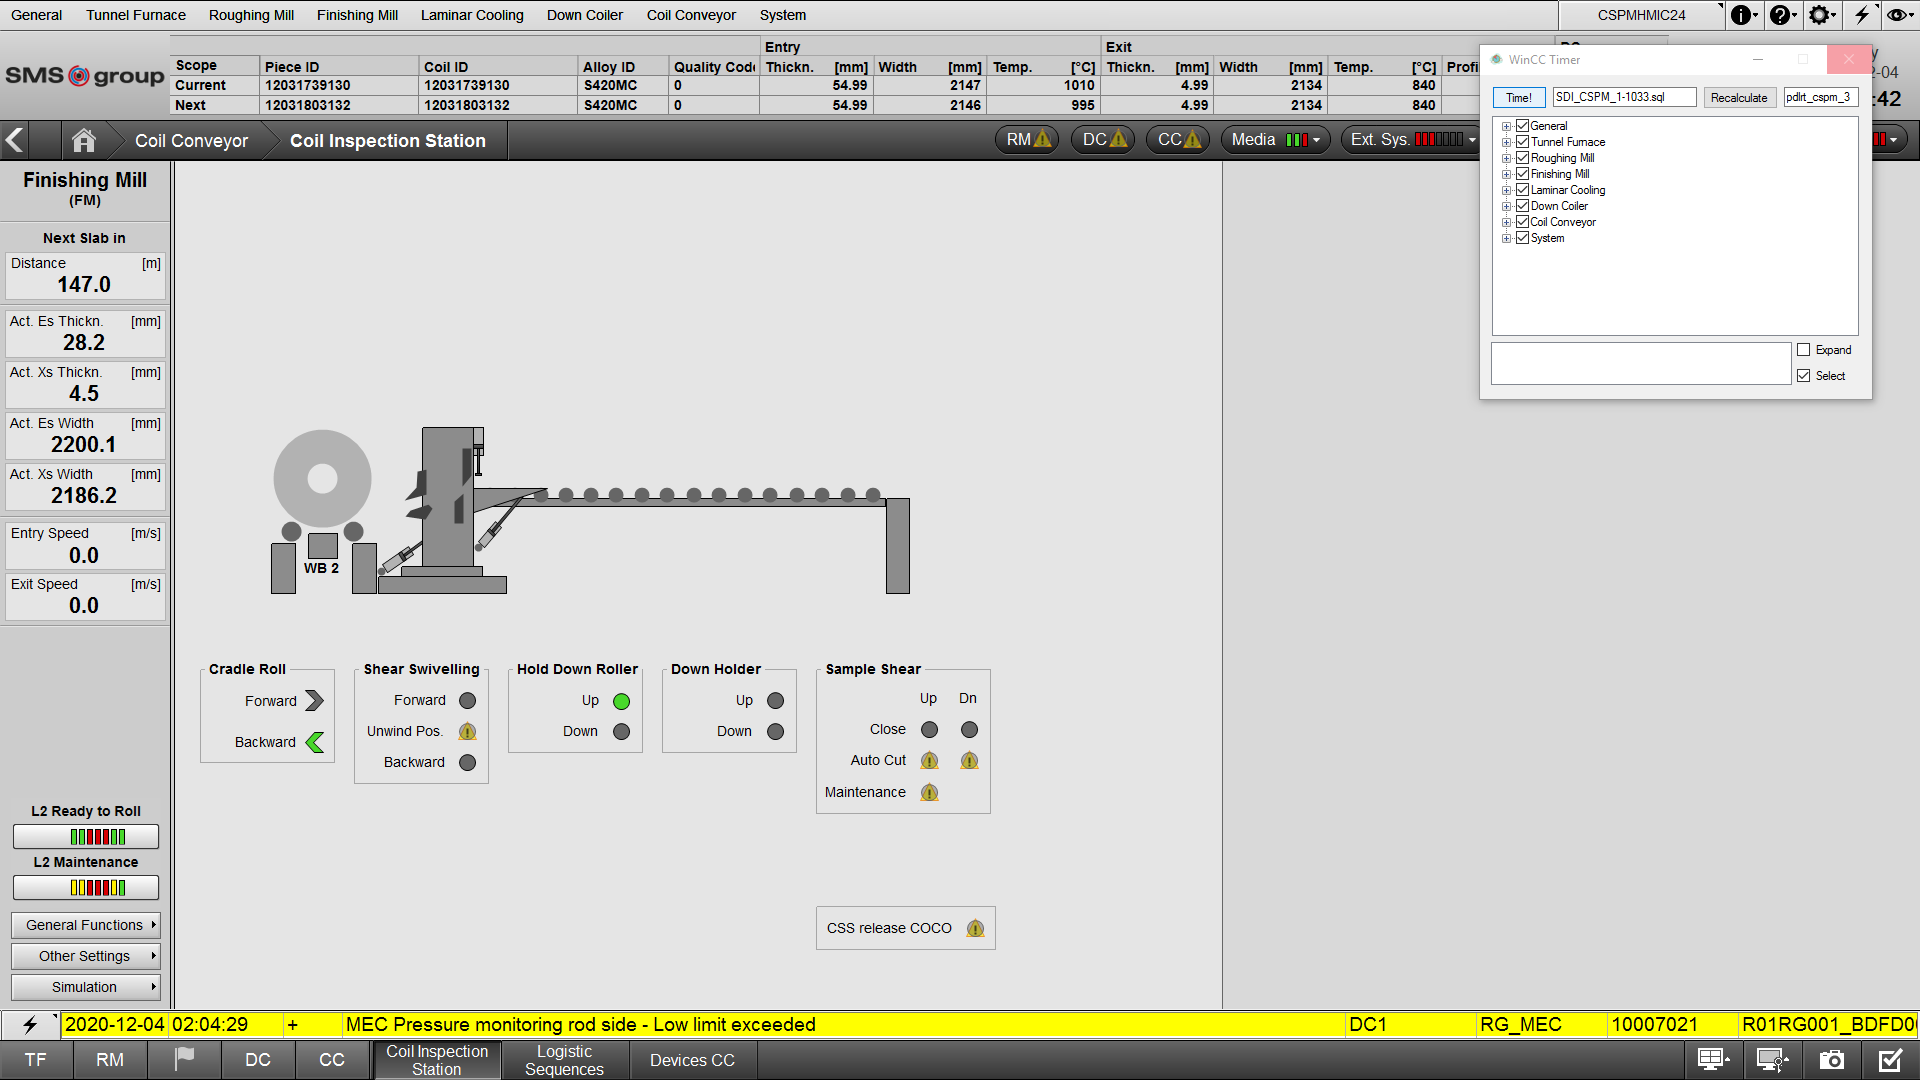 General Tunnel Furnace Roughing Mill Finishing Mill Laminar Cooling Down Coiler Coil Conveyor System CSPMHMIC24
SMS group
Entry Exit
Scope Piece ID Coil ID Alloy ID Quality Code Thickn. [mm] Width [mm] Temp. [°C] Thickn. [mm] Width [mm] Temp. [°C] Profi
Current 12031739130 12031739130 S420MC 0 54.99 2147 1010 4.99 2134 840
Next 12031803132 12031803132 S420MC 0 54.99 2146 995 4.99 2134 840
-04
:42
Coil Conveyor Coil Inspection Station RM DC CC Media Ext. Sys.
WinCC Timer
Time! SDI_CSPM_1-1033.sql Recalculate pdlrt_cspm_3
General
Tunnel Furnace
Roughing Mill
Finishing Mill
Laminar Cooling
Down Coiler
Coil Conveyor
System
Expand
Select
Finishing Mill
(FM)
Next Slab in
Distance [m]
147.0
Act. Es Thickn. [mm]
28.2
Act. Xs Thickn. [mm]
4.5
Act. Es Width [mm]
2200.1
Act. Xs Width [mm]
2186.2
Entry Speed [m/s]
0.0
Exit Speed [m/s]
0.0
L2 Ready to Roll
L2 Maintenance
General Functions
Other Settings
Simulation
WB 2
Cradle Roll
Forward
Backward
Shear Swivelling
Forward
Unwind Pos.
Backward
Hold Down Roller
Up
Down
Down Holder
Up
Down
Sample Shear
Up Dn
Close
Auto Cut
Maintenance
CSS release COCO
2020-12-04 02:04:29 + MEC Pressure monitoring rod side - Low limit exceeded DC1 RG_MEC 10007021 R01RG001_BDFD0
TF RM DC CC Coil Inspection Station Logistic Sequences Devices CC